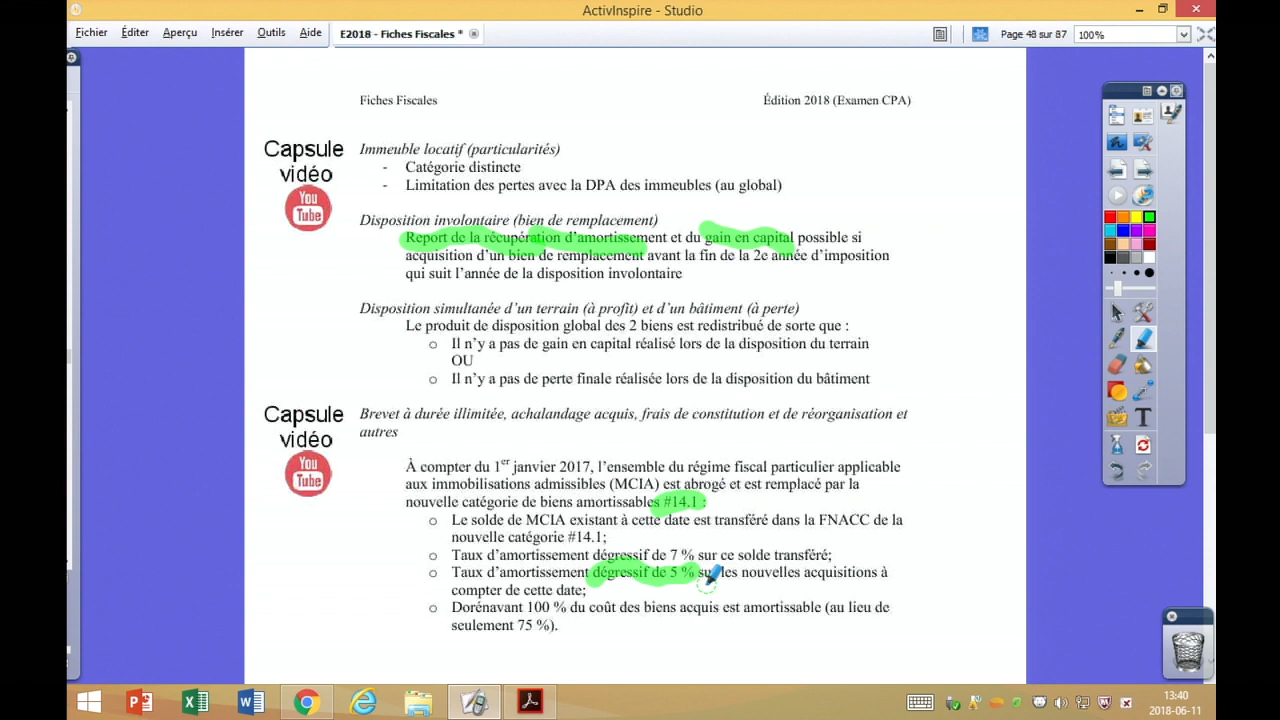 ActivInspire - Studio
Fichier Éditer Aperçu Insérer Outils Aide
E2018 - Fiches Fiscales *
Page 48 sur 87
100%
Fiches Fiscales
Édition 2018 (Examen CPA)
Capsule
vidéo
You
Tube
Immeuble locatif (particularités)
- Catégorie distincte
- Limitation des pertes avec la DPA des immeubles (au global)
Disposition involontaire (bien de remplacement)
Report de la récupération d'amortissement et du gain en capital possible si
acquisition d'un bien de remplacement avant la fin de la 2e année d'imposition
qui suit l'année de la disposition involontaire
Disposition simultanée d'un terrain (à profit) et d'un bâtiment (à perte)
Le produit de disposition global des 2 biens est redistribué de sorte que :
o Il n'y a pas de gain en capital réalisé lors de la disposition du terrain
OU
o Il n'y a pas de perte finale réalisée lors de la disposition du bâtiment
Capsule
vidéo
You
Tube
Brevet à durée illimitée, achalandage acquis, frais de constitution et de réorganisation et
autres
À compter du 1er janvier 2017, l'ensemble du régime fiscal particulier applicable
aux immobilisations admissibles (MCIA) est abrogé et est remplacé par la
nouvelle catégorie de biens amortissables #14.1 :
o Le solde de MCIA existant à cette date est transféré dans la FNACC de la
nouvelle catégorie #14.1;
o Taux d'amortissement dégressif de 7 % sur ce solde transféré;
o Taux d'amortissement dégressif de 5 % sur les nouvelles acquisitions à
compter de cette date;
o Dorénavant 100 % du coût des biens acquis est amortissable (au lieu de
seulement 75 %).
13:40
2018-06-11